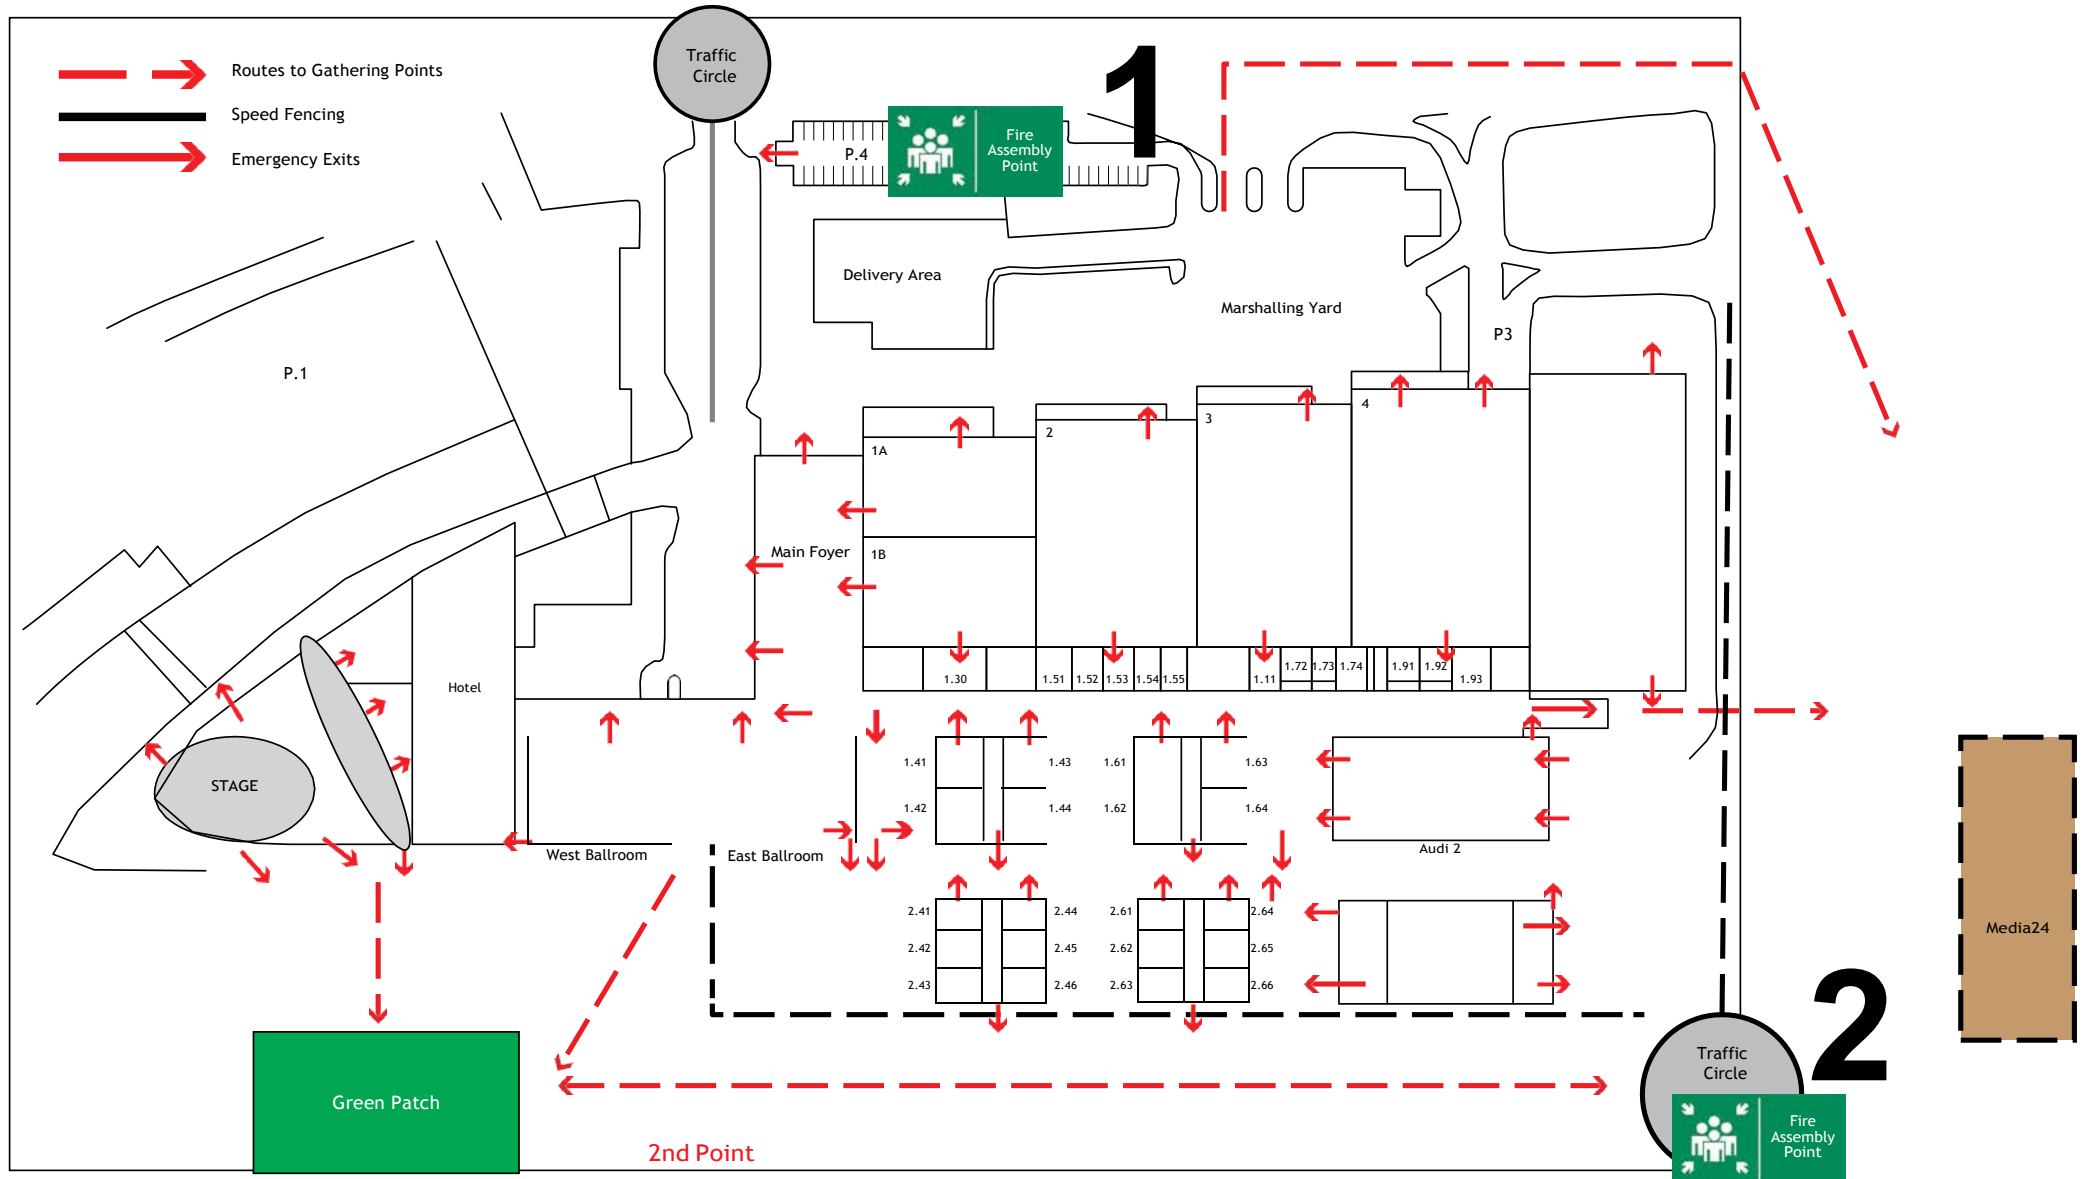 Traffic
Circle
1
Routes to Gathering Points
Speed Fencing
Emergency Exits
P.4
Fire
Assembly
Point
Delivery Area
Marshalling Yard
P3
P.1
1A
2
3
4
Main Foyer
1B
Hotel
1.30
1.51
1.52
1.53
1.54
1.55
1.11
1.72
1.73
1.74
1.91
1.92
1.93
STAGE
1.41
1.43
1.61
1.63
1.42
1.44
1.62
1.64
West Ballroom
East Ballroom
Audi 2
2.41
2.44
2.61
2.64
2.42
2.45
2.62
2.65
2.43
2.46
2.63
2.66
Media24
2
Traffic
Circle
Green Patch
Fire
Assembly
Point
2nd Point